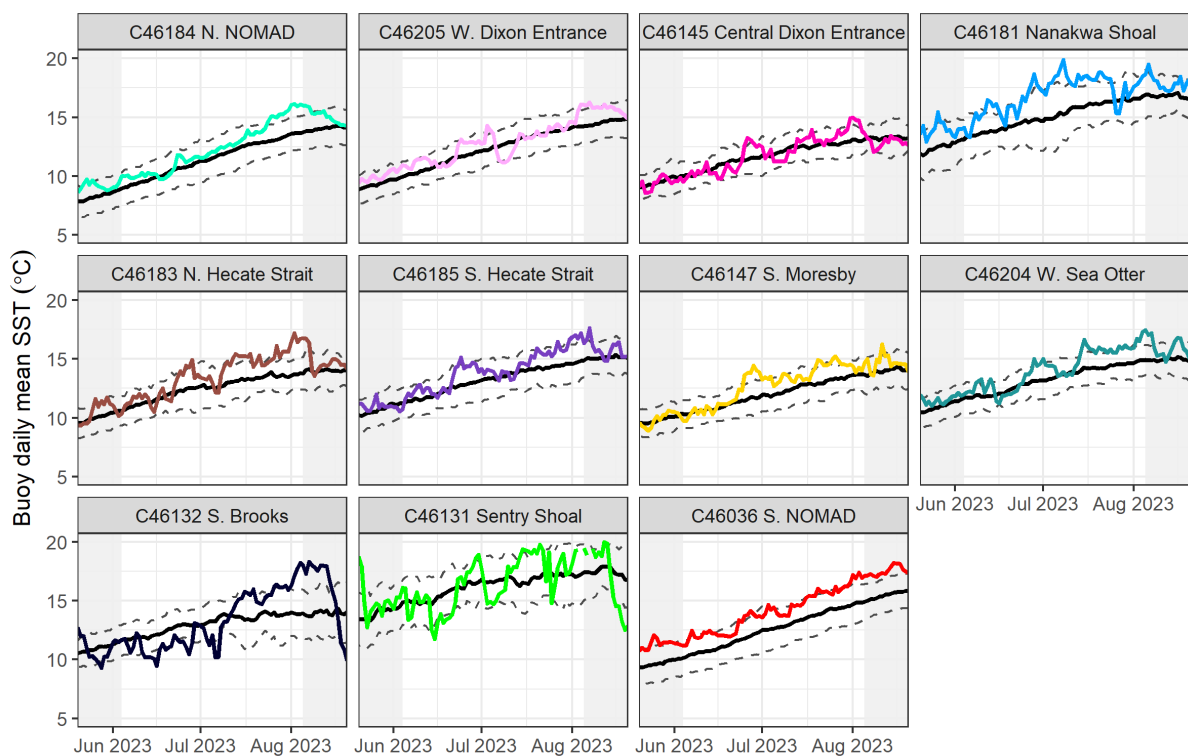 C46184 N. NOMAD
C46205 W. Dixon Entrance
C46145 Central Dixon Entrance
C46181 Nanakwa Shoal
20
15
10
5
C46183 N. Hecate Strait
C46185 S. Hecate Strait
C46147 S. Moresby
C46204 W. Sea Otter
20
15
10
5
Jun 2023 Jul 2023 Aug 2023
Buoy daily mean SST (°C)
C46132 S. Brooks
C46131 Sentry Shoal
C46036 S. NOMAD
20
15
10
5
Jun 2023 Jul 2023 Aug 2023
Jun 2023 Jul 2023 Aug 2023
Jun 2023 Jul 2023 Aug 2023